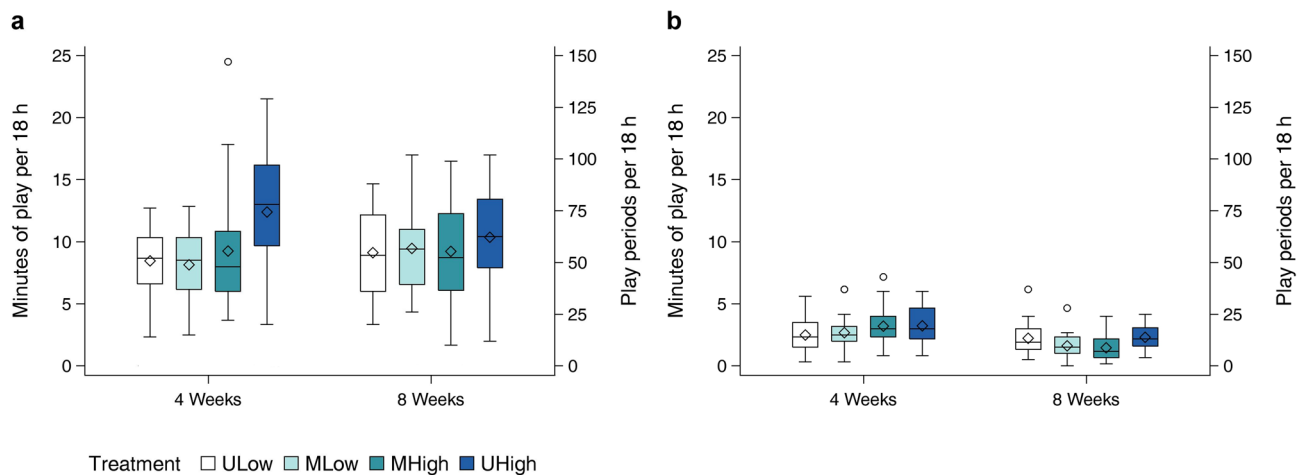 a
25
20
15
10
5
0
Minutes of play per 18 h
150
125
100
75
50
25
0
Play periods per 18 h
4 Weeks
8 Weeks
b
25
20
15
10
5
0
Minutes of play per 18 h
150
125
100
75
50
25
0
Play periods per 18 h
4 Weeks
8 Weeks
Treatment ULow MLow MHigh UHigh